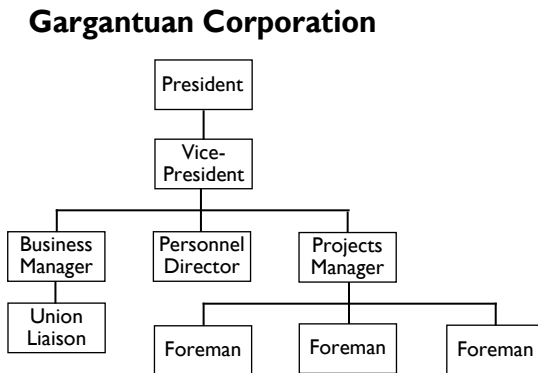 Gargantuan Corporation
President
Vice-
President
Business
Manager
Personnel
Director
Projects
Manager
Union
Liaison
Foreman
Foreman
Foreman